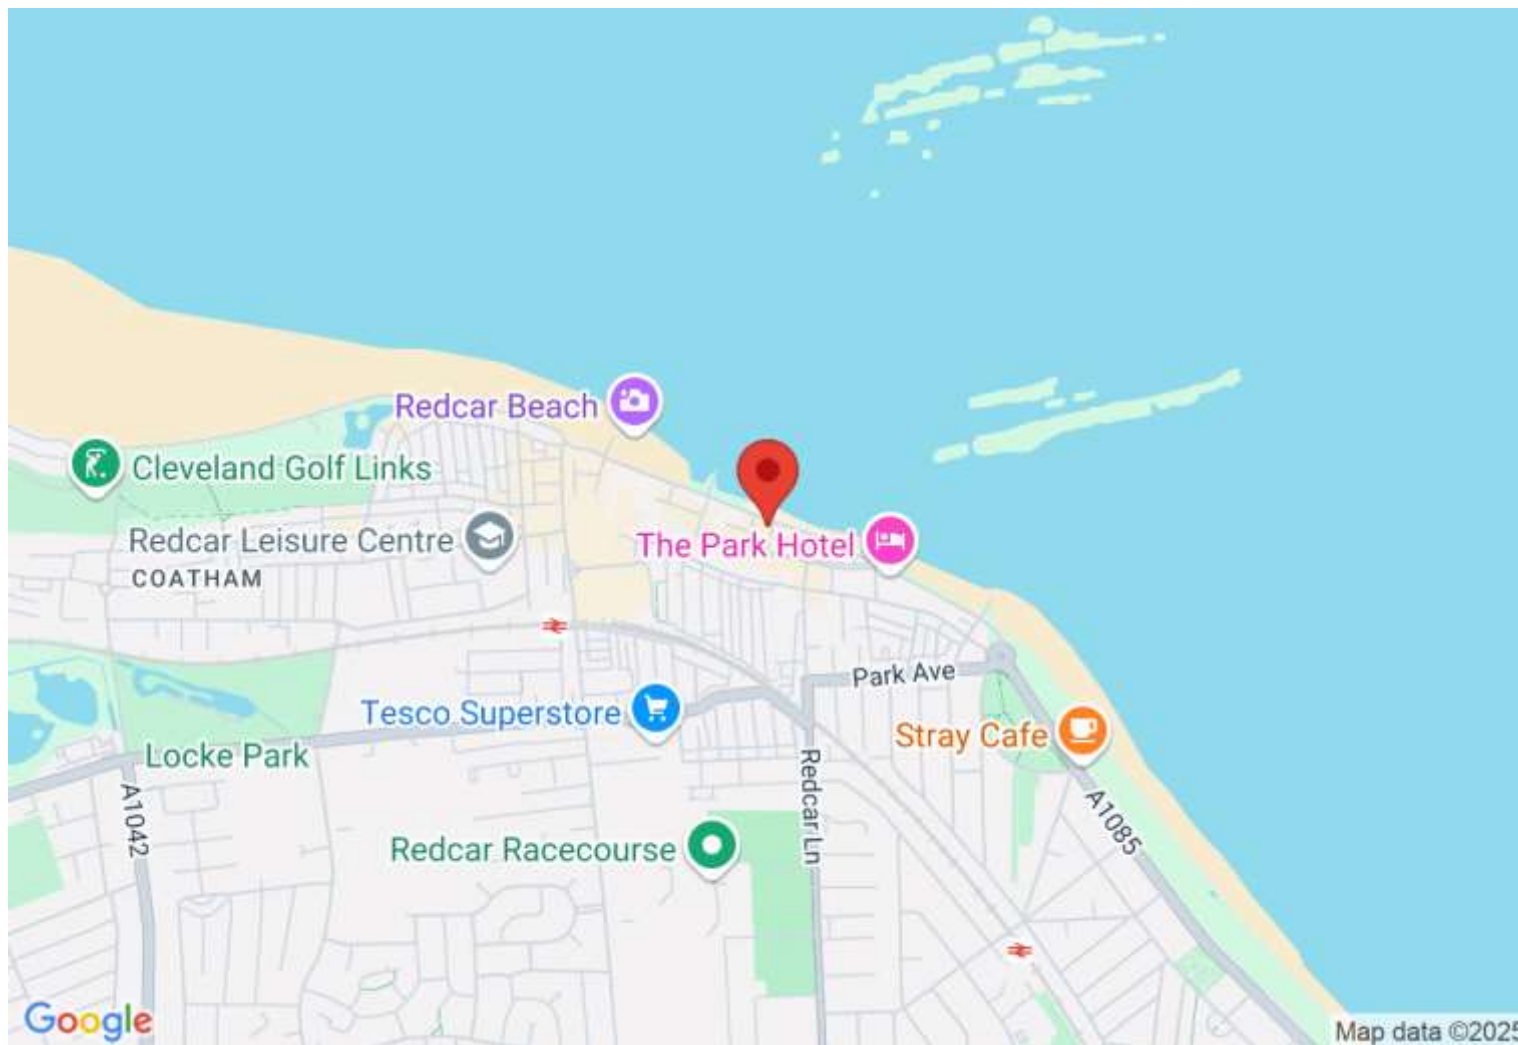 Redcar Beach
Cleveland Golf Links
Redcar Leisure Centre
The Park Hotel
COATHAM
Park Ave
Tesco Superstore
Stray Cafe
Locke Park
Redcar Ln
A1042
A1085
Redcar Racecourse
Google
Map data ©2025